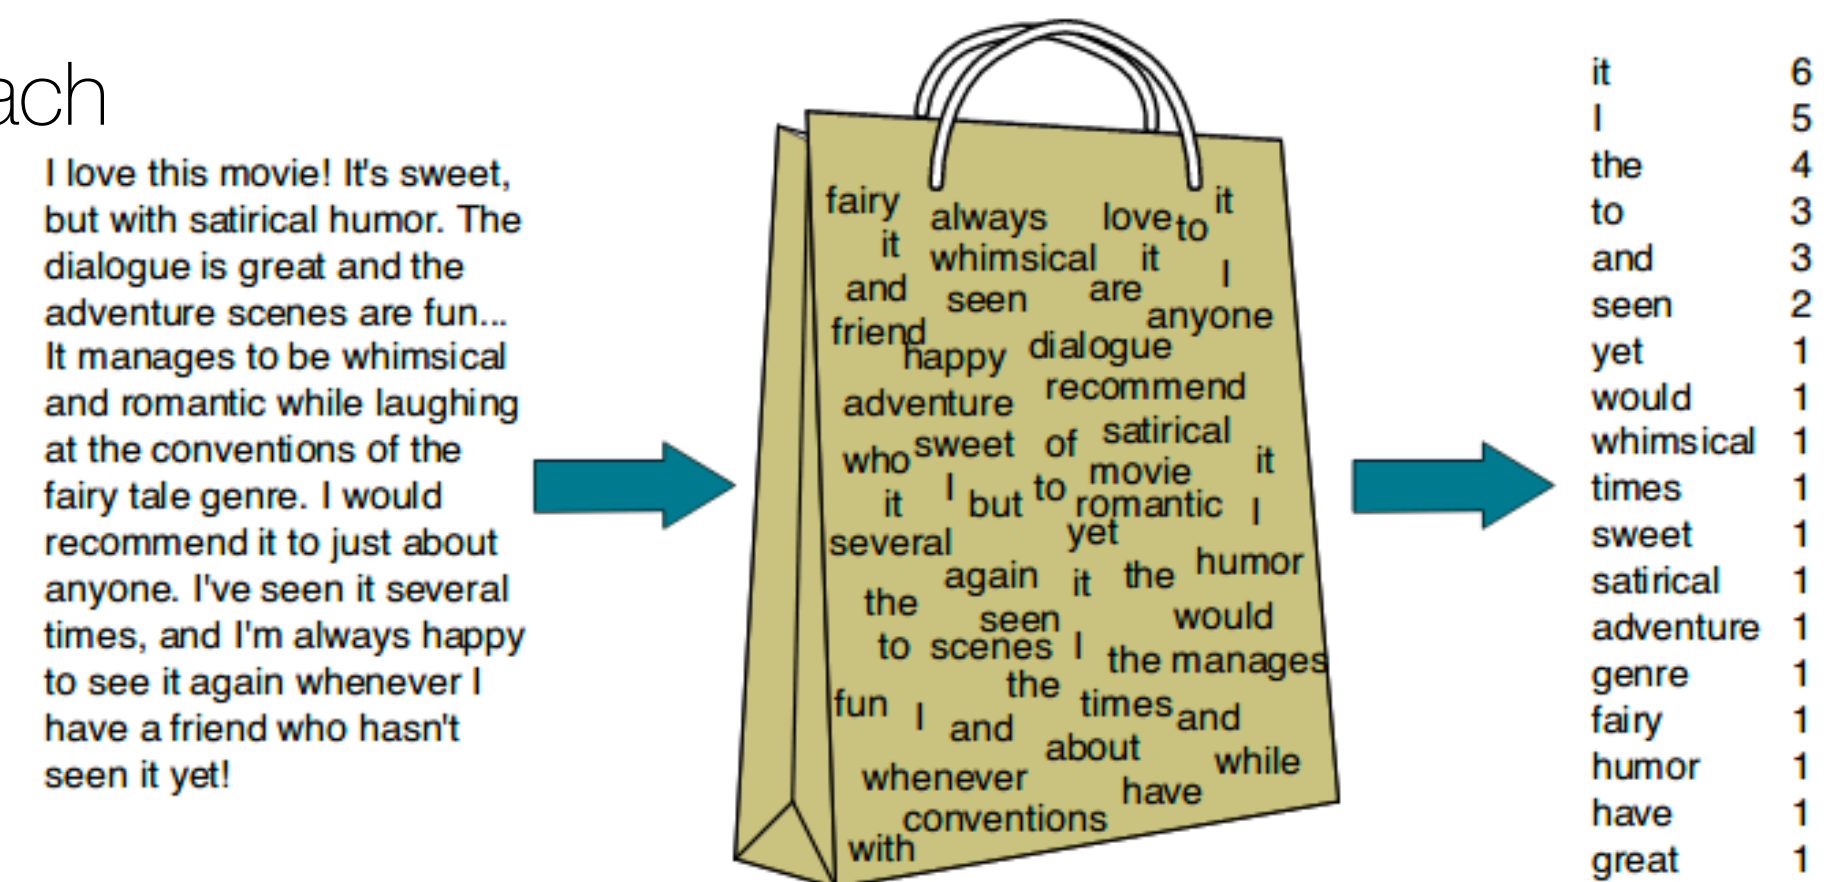 ach
I love this movie! It's sweet,
but with satirical humor. The
dialogue is great and the
adventure scenes are fun...
It manages to be whimsical
and romantic while laughing
at the conventions of the
fairy tale genre. I would
recommend it to just about
anyone. I've seen it several
times, and I'm always happy
to see it again whenever I
have a friend who hasn't
seen it yet!
fairy always love to it
it whimsical it I
and seen are anyone
friend happy dialogue
adventure recommend
who sweet of satirical
it I but to movie it
romantic I
several yet
again it the humor
the seen would
to scenes I the manages
fun I and the times and
about while
whenever have
conventions
with
it 6
I 5
the 4
to 3
and 3
seen 2
yet 1
would 1
whimsical 1
times 1
sweet 1
satirical 1
adventure 1
genre 1
fairy 1
humor 1
have 1
great 1